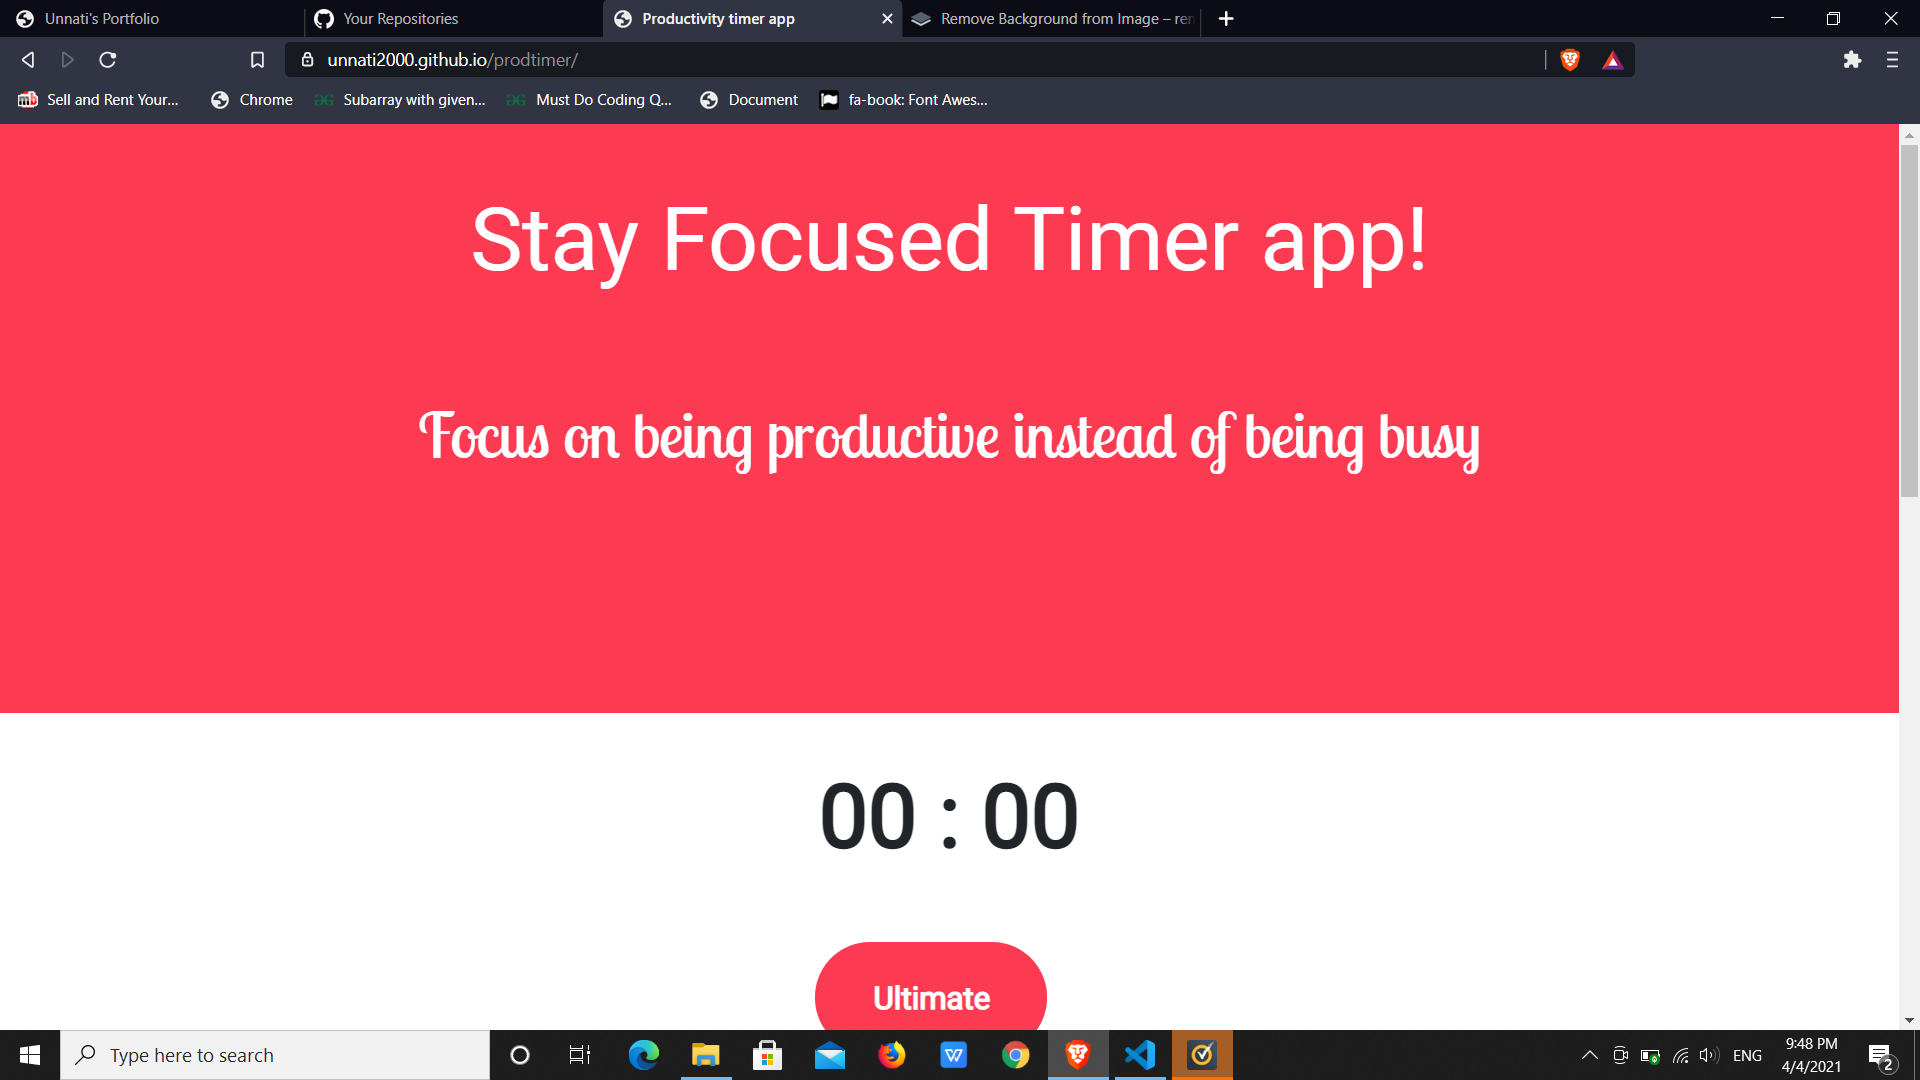 Unnati's Portfolio
Your Repositories
Productivity timer app
Remove Background from Image – ren
unnati2000.github.io/prodtimer/
Sell and Rent Your...
Chrome
Subarray with given...
Must Do Coding Q...
Document
fa-book: Font Awes...
Stay Focused Timer app!
Focus on being productive instead of being busy
00 : 00
Ultimate
Type here to search
ENG
9:48 PM
4/4/2021
2